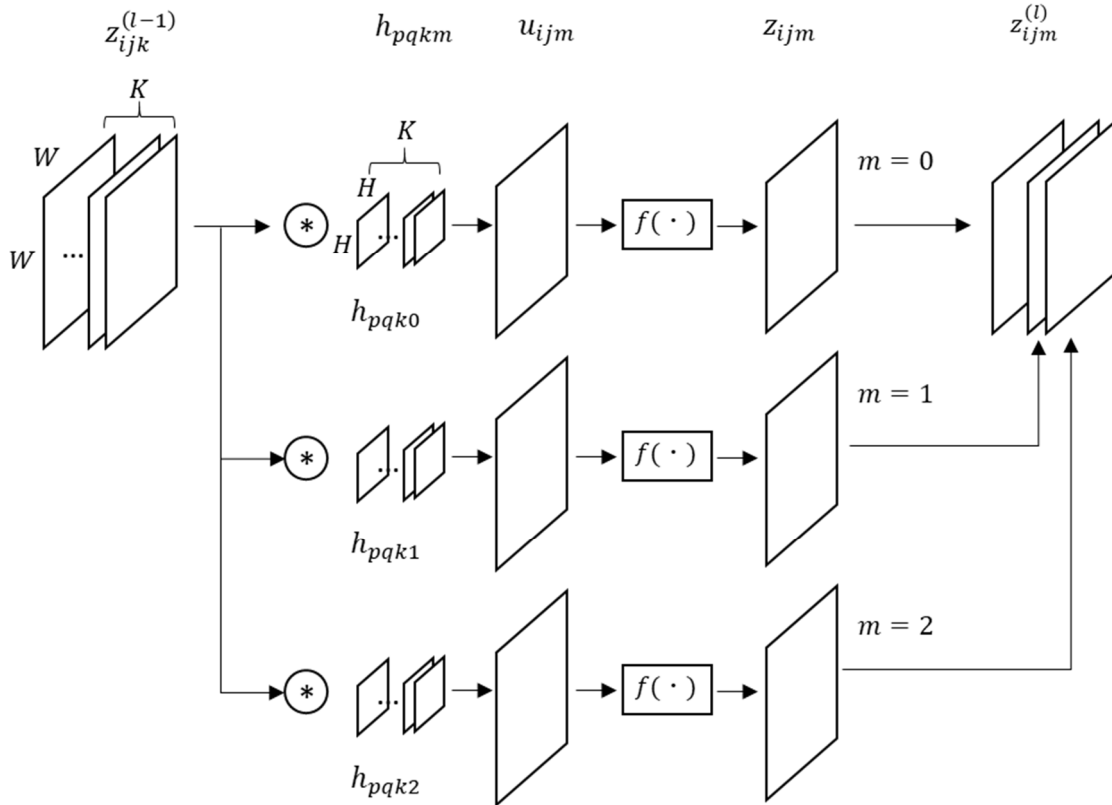 z_{ijk}^{(l-1)} h_{pqkm} u_{ijm} z_{ijm} z_{ijm}^{(l)}
K
K
W
H
m = 0
W ... * H ... f(·)
h_{pqk0}
m = 1
* ... f(·)
h_{pqk1}
m = 2
* ... f(·)
h_{pqk2}